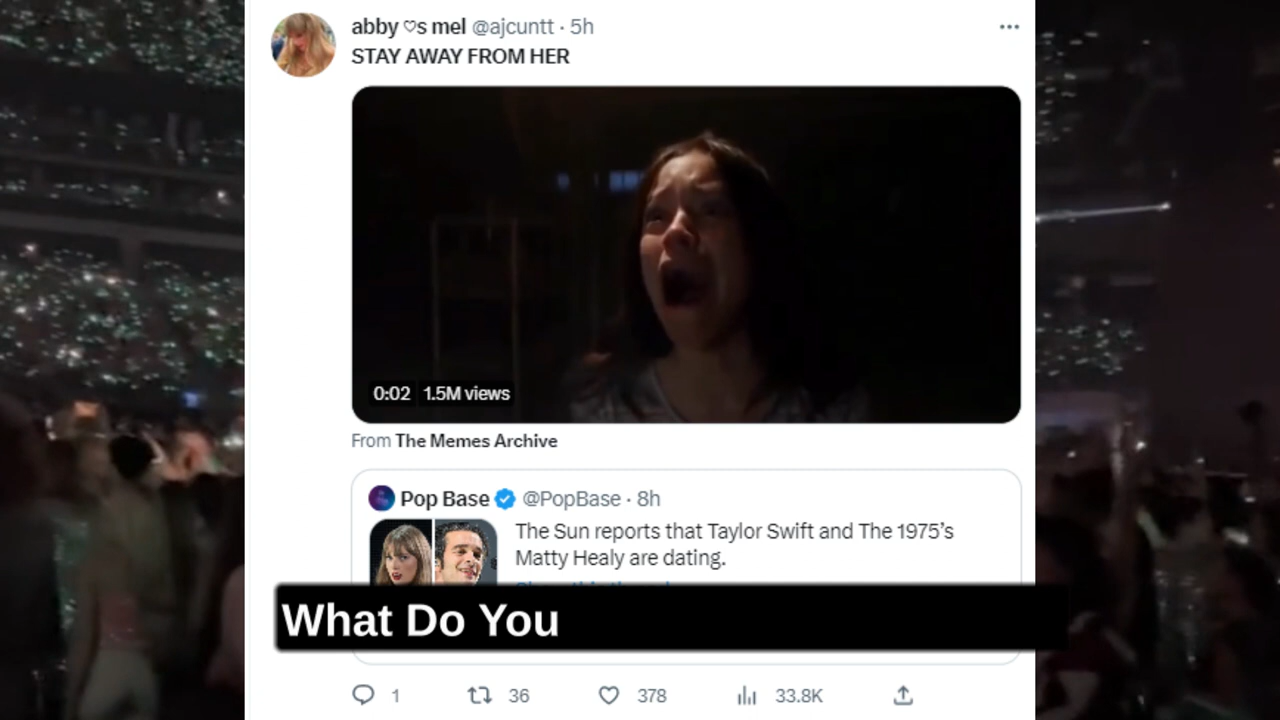 abby ♡s mel @ajcuntt · 5h
STAY AWAY FROM HER
0:02 1.5M views
From The Memes Archive
Pop Base @PopBase · 8h
The Sun reports that Taylor Swift and The 1975's
Matty Healy are dating.
What Do You
1 36 378 33.8K